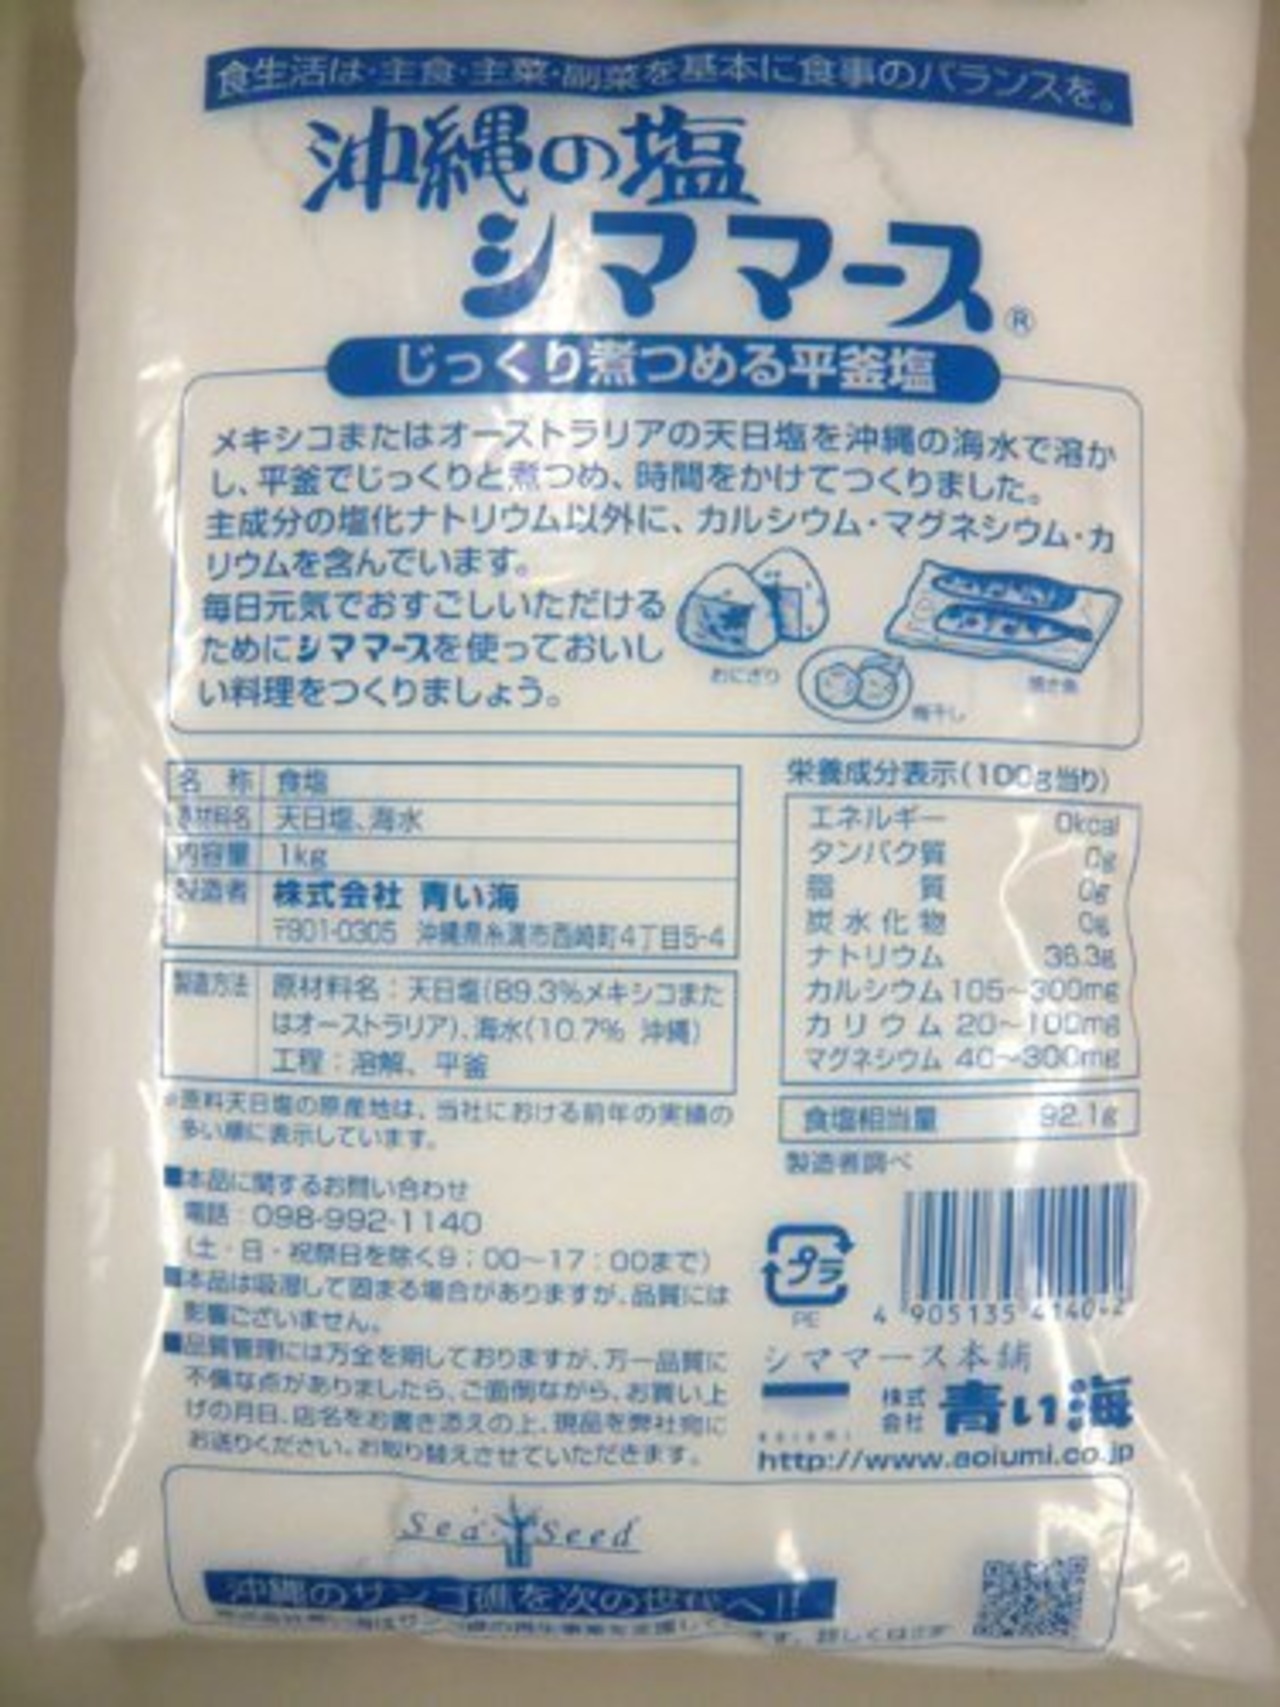 食生活は・主食・主菜・副菜を基本に食事のバランスを。
沖縄の塩
シママース®
じっくり煮つめる平釜塩
メキシコまたはオーストラリアの天日塩を沖縄の海水で溶か
し、平釜でじっくりと煮つめ、時間をかけてつくりました。
主成分の塩化ナトリウム以外に、カルシウム・マグネシウム・カ
リウムを含んでいます。
毎日元気でおすごしいただける
ためにシママースを使っておいし
い料理をつくりましょう。
おにぎり
梅干し
焼き魚
名 称 食塩
原材料名 天日塩、海水
内容量 1kg
製造者 株式会社 青い海
〒901-0305 沖縄県糸満市西崎町4丁目5-4
製造方法 原材料名：天日塩(89.3%メキシコまた
はオーストラリア)、海水(10.7% 沖縄)
工程：溶解、平釜
※原料天日塩の原産地は、当社における前年の実績の
多い順に表示しています。
■本品に関するお問い合わせ
電話：098-992-1140
(土・日・祝祭日を除く9：00〜17：00まで)
■本品は吸湿して固まる場合がありますが、品質には
影響ございません。
■品質管理には万全を期しておりますが、万一品質に
不備な点がありましたら、ご面倒ながら、お買い上
げの月日、店名をお書き添えの上、現品を弊社宛に
お送りください。お取り替えさせていただきます。
栄養成分表示(100g当り)
エネルギー 0kcal
タンパク質 0g
脂 質 0g
炭水化物 0g
ナトリウム 36.3g
カルシウム 105〜300mg
カリウム 20〜100mg
マグネシウム 40〜300mg
食塩相当量 92.1g
製造者調べ
プラ
PE
4 905135 414042
シママース本舗
株式会社 青い海
http://www.aoiumi.co.jp
Sea Seed
沖縄のサンゴ礁を次の世代へ!!